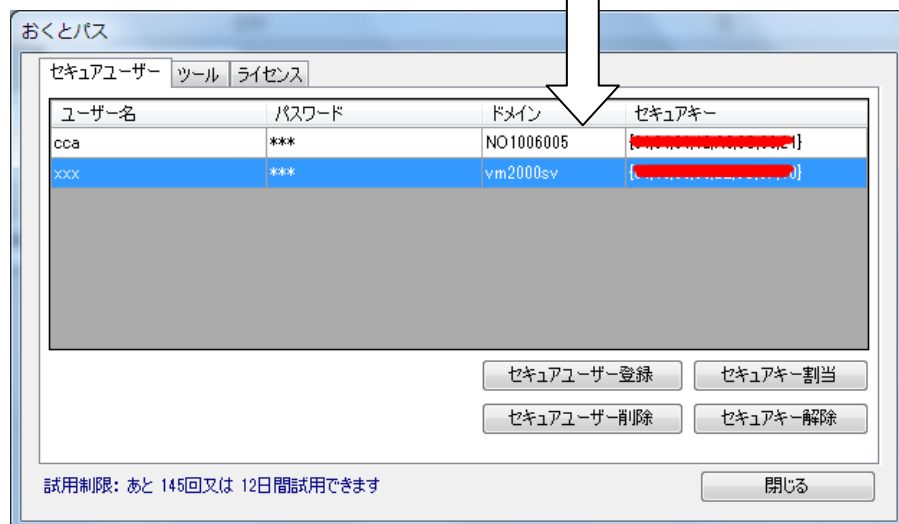 おくとパス
セキュアユーザー ツール ライセンス
ユーザー名 パスワード ドメイン セキュアキー
cca *** NO1006005
xxx *** vm2000sv
セキュアユーザー登録 セキュアキー割当
セキュアユーザー削除 セキュアキー解除
試用制限: あと 145回又は 12日間試用できます 閉じる